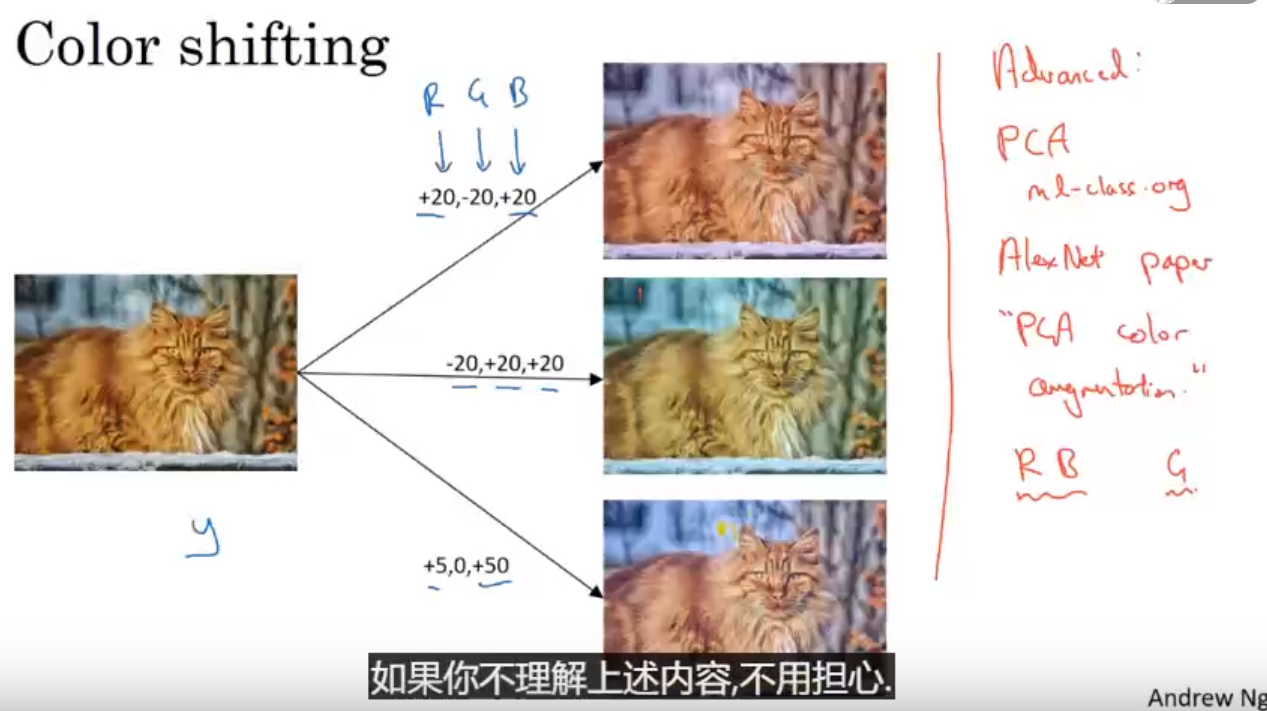 Color shifting
R G B
+20,-20,+20
-20,+20,+20
+5,0,+50
y
Advanced:
PCA
ml-class.org
AlexNet paper
"PCA color
augmentation."
R B G
如果你不理解上述内容,不用担心.
Andrew Ng